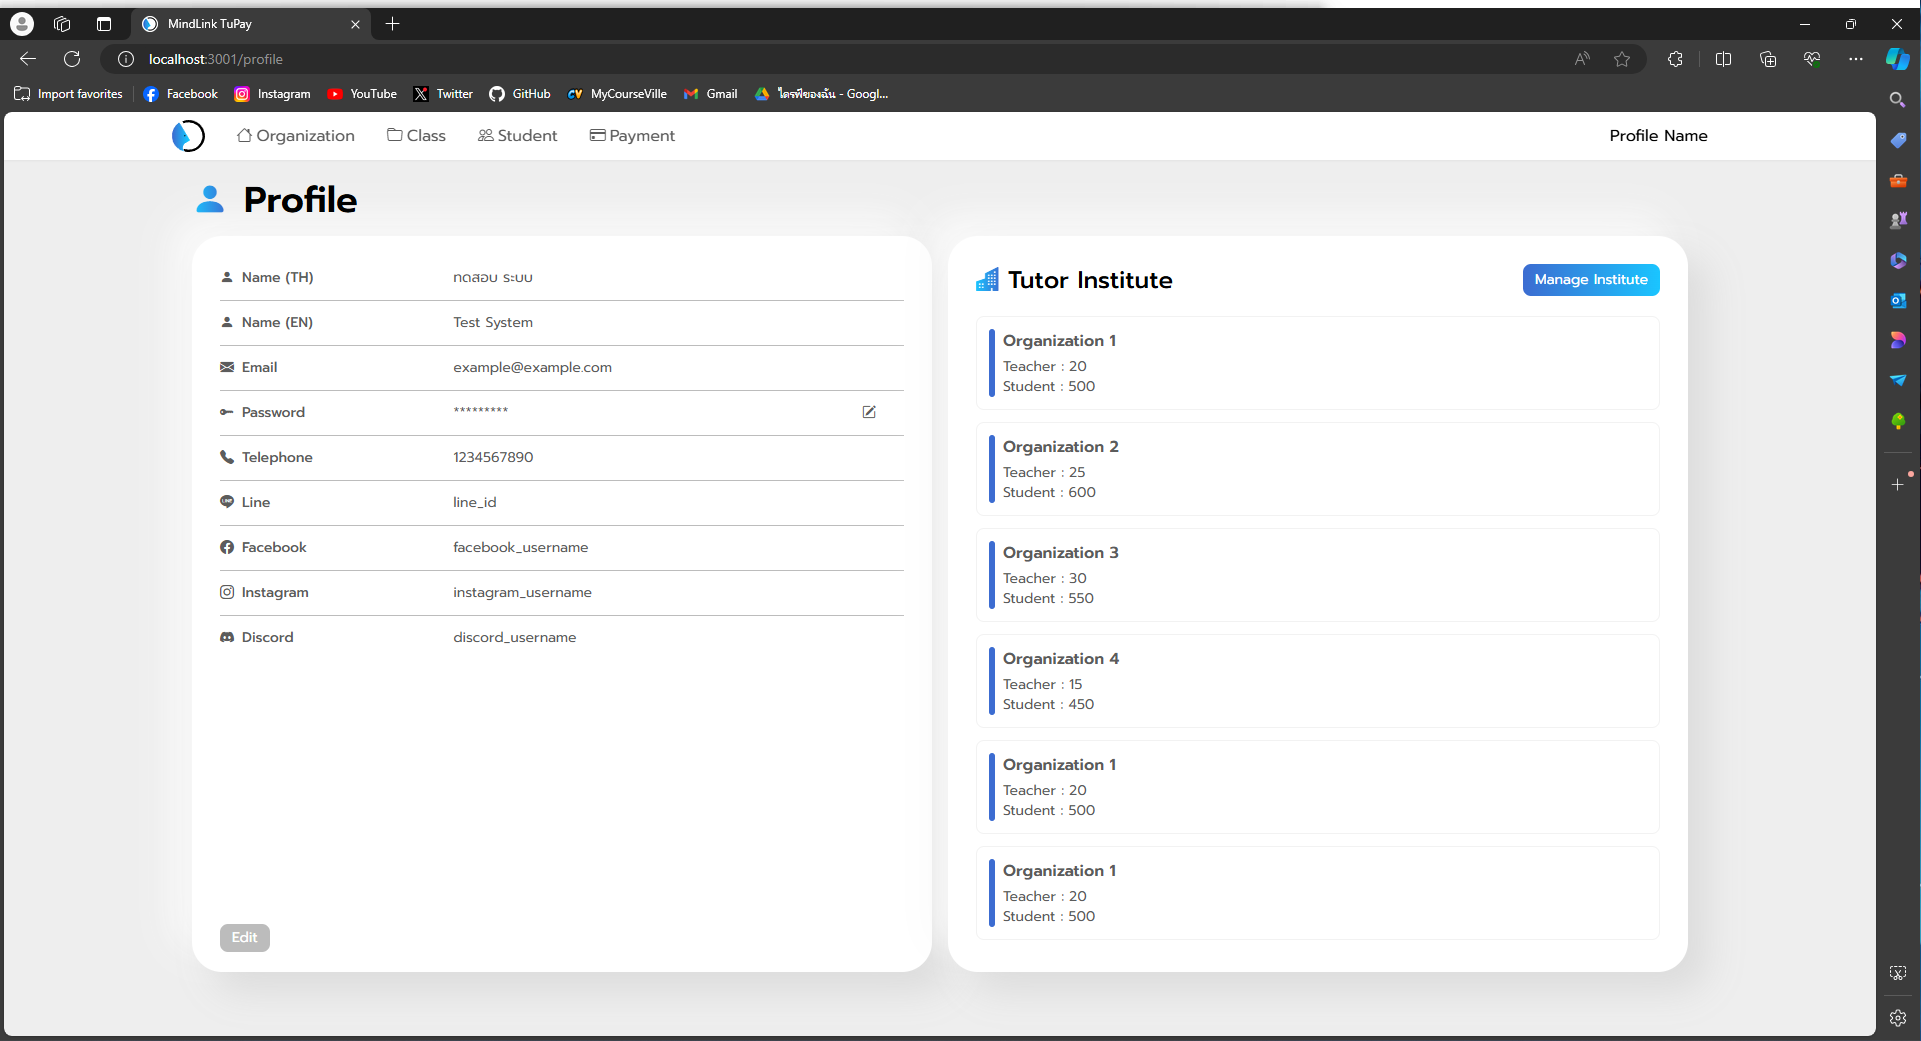 MindLink TuPay
localhost:3001/profile
Import favorites Facebook Instagram YouTube Twitter GitHub MyCourseVille Gmail ไดรฟ์ของฉัน - Googl...
Organization Class Student Payment Profile Name
Profile
Name (TH) ทดสอบ ระบบ
Name (EN) Test System
Email example@example.com
Password *********
Telephone 1234567890
Line line_id
Facebook facebook_username
Instagram instagram_username
Discord discord_username
Edit
Tutor Institute Manage Institute
Organization 1
Teacher : 20
Student : 500
Organization 2
Teacher : 25
Student : 600
Organization 3
Teacher : 30
Student : 550
Organization 4
Teacher : 15
Student : 450
Organization 1
Teacher : 20
Student : 500
Organization 1
Teacher : 20
Student : 500